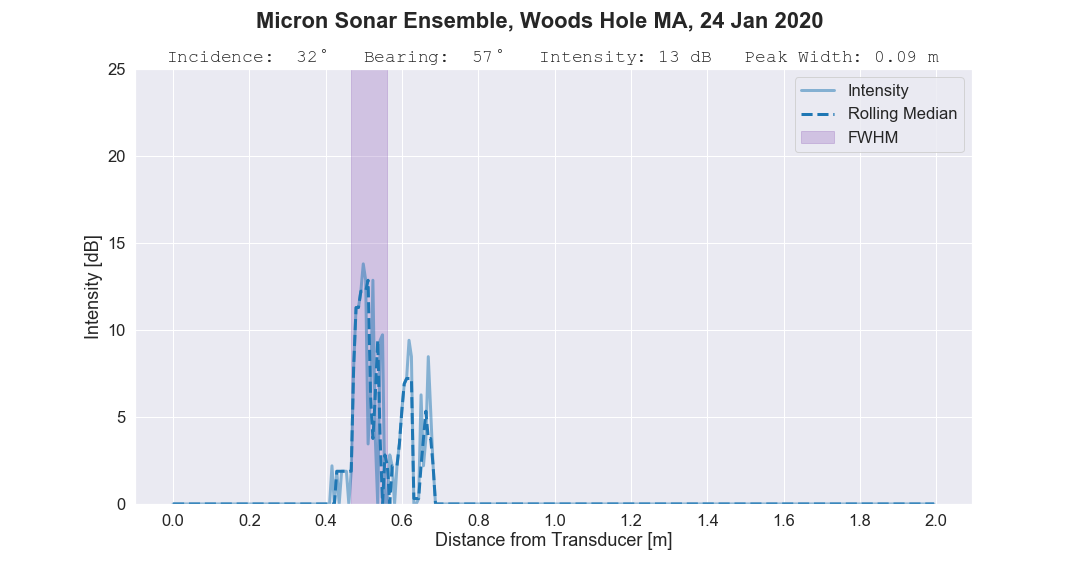 Micron Sonar Ensemble, Woods Hole MA, 24 Jan 2020
Incidence:  32°   Bearing:  57°   Intensity: 13 dB   Peak Width: 0.09 m
25
20
15
10
5
0
Intensity [dB]
Intensity
Rolling Median
FWHM
0.0 0.2 0.4 0.6 0.8 1.0 1.2 1.4 1.6 1.8 2.0
Distance from Transducer [m]